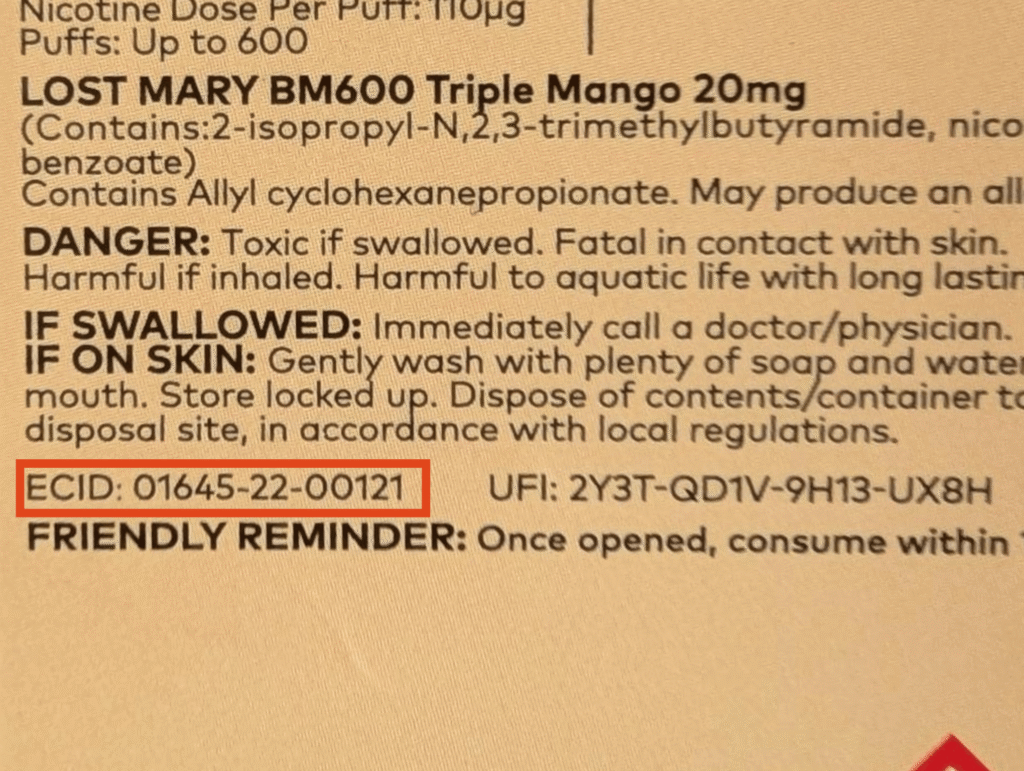 Nicotine Dose Per Puff: 110µg
Puffs: Up to 600
LOST MARY BM600 Triple Mango 20mg
(Contains:2-isopropyl-N,2,3-trimethylbutyramide, nico
benzoate)
Contains Allyl cyclohexanepropionate. May produce an all
DANGER: Toxic if swallowed. Fatal in contact with skin.
Harmful if inhaled. Harmful to aquatic life with long lastin
IF SWALLOWED: Immediately call a doctor/physician.
IF ON SKIN: Gently wash with plenty of soap and water
mouth. Store locked up. Dispose of contents/container to
disposal site, in accordance with local regulations.
ECID: 01645-22-00121 UFI: 2Y3T-QD1V-9H13-UX8H
FRIENDLY REMINDER: Once opened, consume within